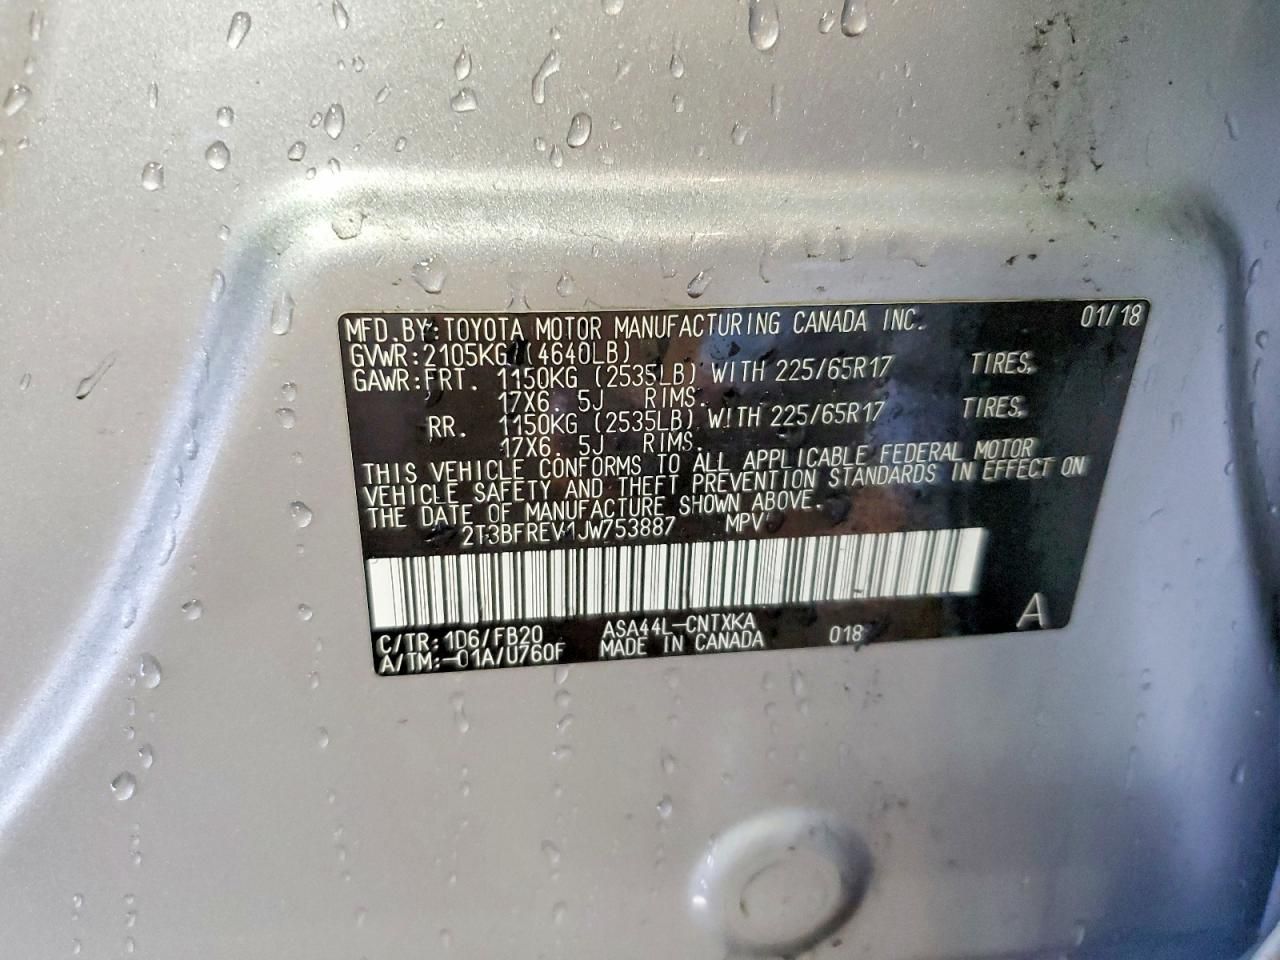 MFD.BY:TOYOTA MOTOR MANUFACTURING CANADA INC. 01/18
GVWR:2105KG (4640LB)
GAWR:FRT. 1150KG (2535LB) WITH 225/65R17 TIRES.
17X6. 5J RIMS.
RR. 1150KG (2535LB) WITH 225/65R17 TIRES.
17X6. 5J RIMS.
THIS VEHICLE CONFORMS TO ALL APPLICABLE FEDERAL MOTOR
VEHICLE SAFETY AND THEFT PREVENTION STANDARDS IN EFFECT ON
THE DATE OF MANUFACTURE SHOWN ABOVE.
2T3BFREV1JW753887 MPV
C/TR:1D6/FB20 ASA44L-CNTXKA 018 A
A/TM:-01A/U760F MADE IN CANADA